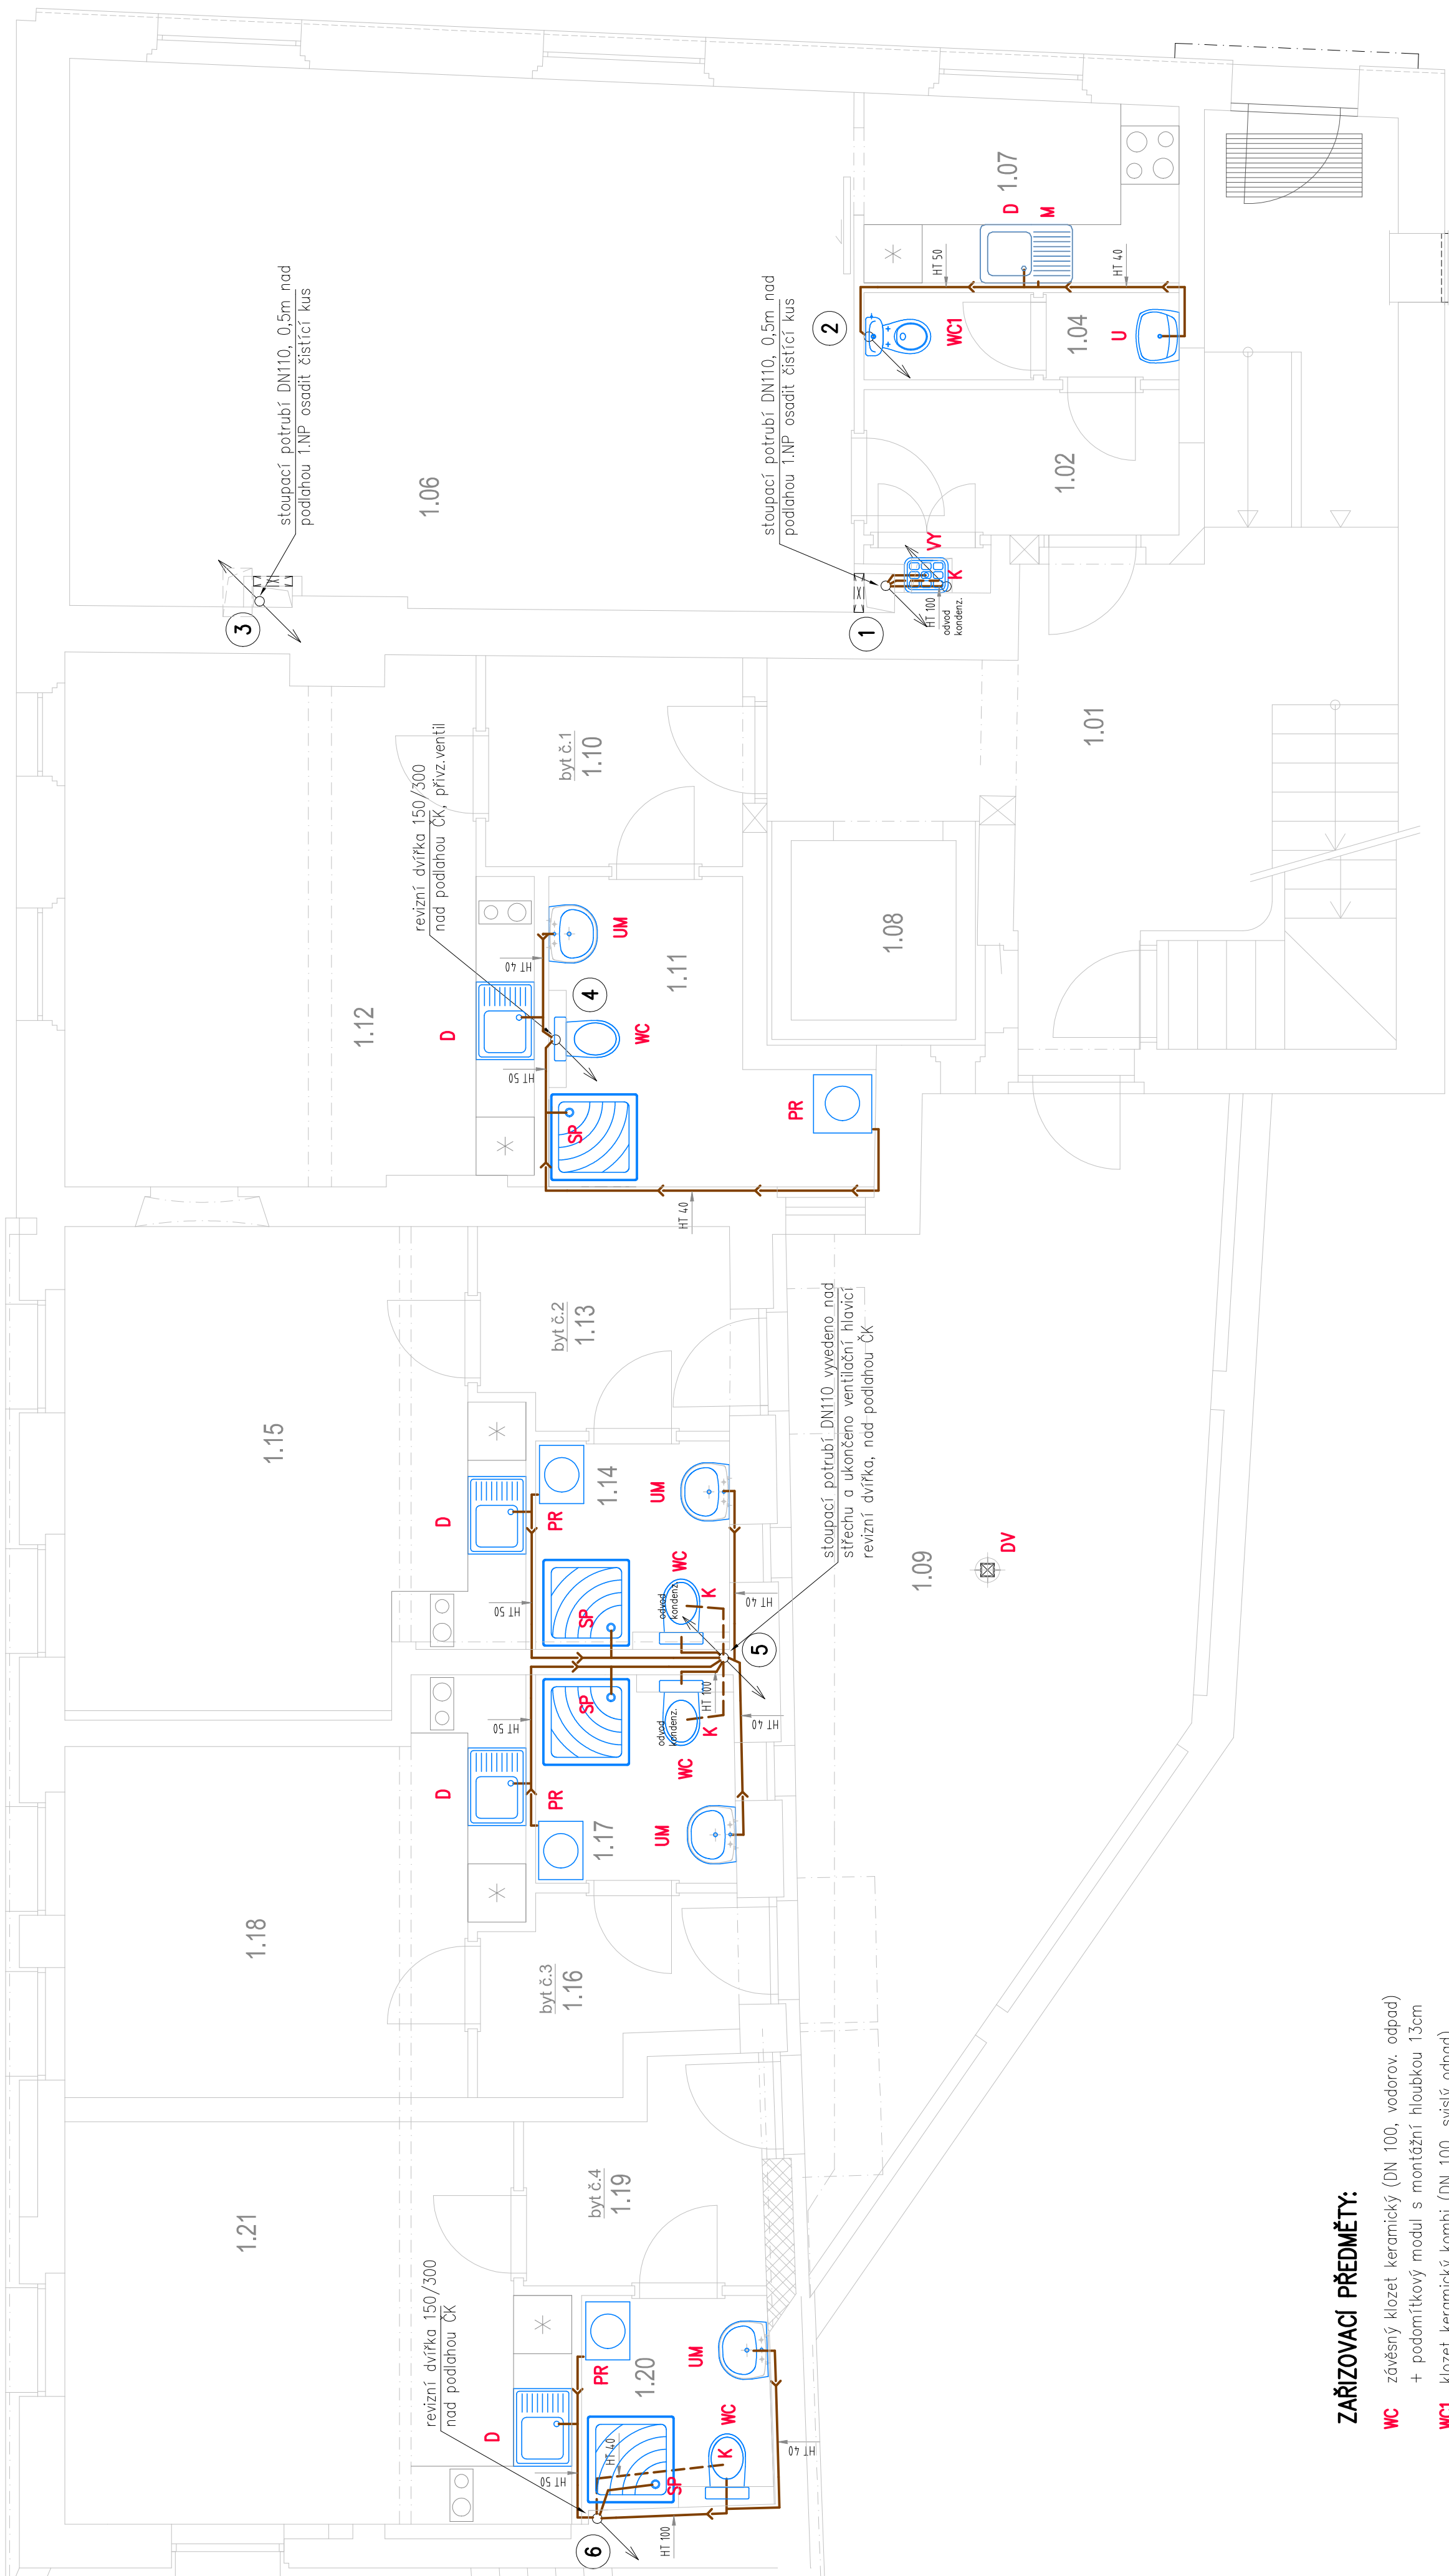 stoupací potrubí DN110, 0,5m nad
podlahou 1.NP osadit čistící kus
3
1.06
stoupací potrubí DN110, 0,5m nad
podlahou 1.NP osadit čistící kus
2
WC1
HT 50
D
M
1.07
HT 40
1.04
U
1.02
1
VY
K
HT 100
odvod
kondenz.
1.01
byt č.1
1.10
revizní dvířka 150/300
nad podlahou ČK, přivz.ventil
1.12
D
HT 40
UM
4
WC
1.11
HT 50
SP
PR
HT 40
1.08
byt č.2
1.13
stoupací potrubí DN110 vyvedeno nad
střechu a ukončeno ventilační hlavicí
revizní dvířka, nad podlahou ČK
1.15
D
PR
1.14
UM
HT 50
SP
WC
odvod
kondenz.
K
HT 40
5
1.09
DV
HT 50
SP
odvod
kondenz.
HT 100
K
HT 40
WC
D
PR
1.17
UM
1.18
byt č.3
1.16
1.21
byt č.4
1.19
revizní dvířka 150/300
nad podlahou ČK
D
PR
1.20
UM
HT 50
HT 40
SP
WC
K
HT 40
HT 100
6
ZAŘIZOVACÍ PŘEDMĚTY:
WC závěsný klozet keramický (DN 100, vodorov. odpad)
+ podomítkový modul s montážní hloubkou 13cm
WC1 klozet keramický kombi (DN 100, svislý odpad)